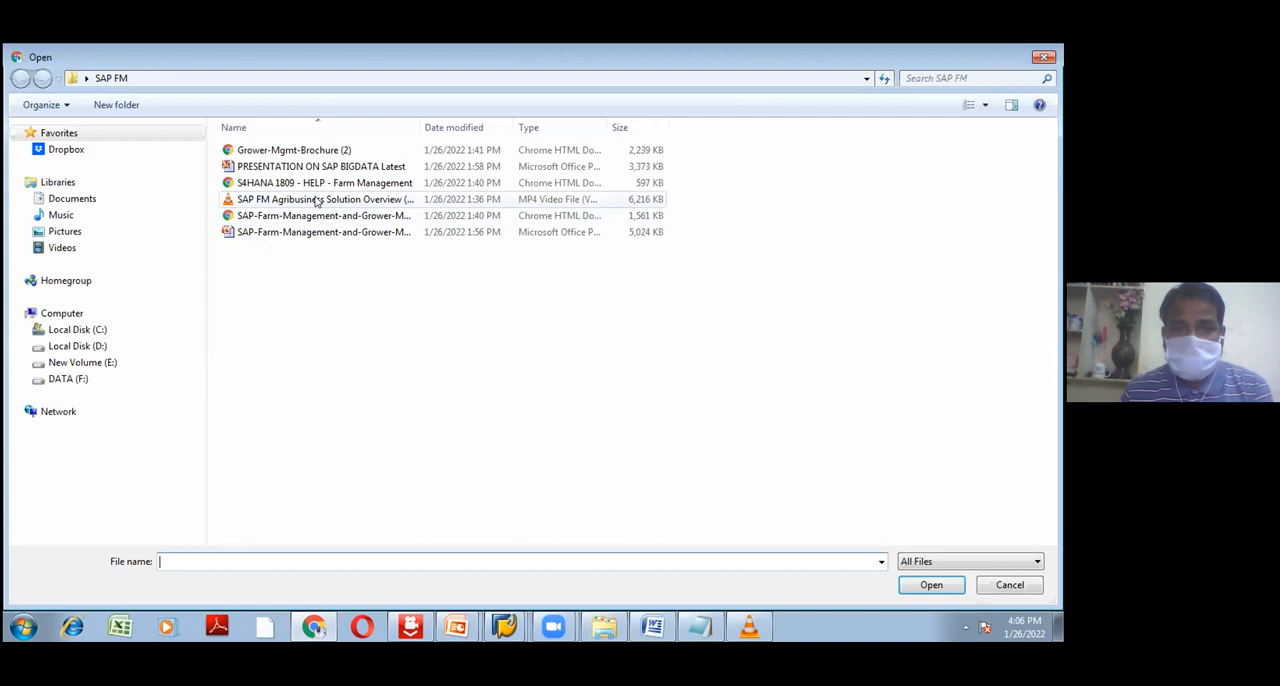 Open
SAP FM
Search SAP FM
Organize
New folder
Name
Date modified
Type
Size
Favorites
Dropbox
Libraries
Documents
Music
Pictures
Videos
Homegroup
Computer
Local Disk (C:)
Local Disk (D:)
New Volume (E:)
DATA (F:)
Network
Grower-Mgmt-Brochure (2) 1/26/2022 1:41 PM Chrome HTML Do... 2,239 KB
PRESENTATION ON SAP BIGDATA Latest 1/26/2022 1:58 PM Microsoft Office P... 3,373 KB
S4HANA 1809 - HELP - Farm Management 1/26/2022 1:40 PM Chrome HTML Do... 597 KB
SAP FM Agribusiness Solution Overview (... 1/26/2022 1:36 PM MP4 Video File (V... 6,216 KB
SAP-Farm-Management-and-Grower-M... 1/26/2022 1:40 PM Chrome HTML Do... 1,561 KB
SAP-Farm-Management-and-Grower-M... 1/26/2022 1:56 PM Microsoft Office P... 5,024 KB
File name:
All Files
Open
Cancel
4:06 PM
1/26/2022